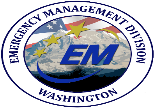 EMERGENCY MANAGEMENT DIVISION
EM
WASHINGTON